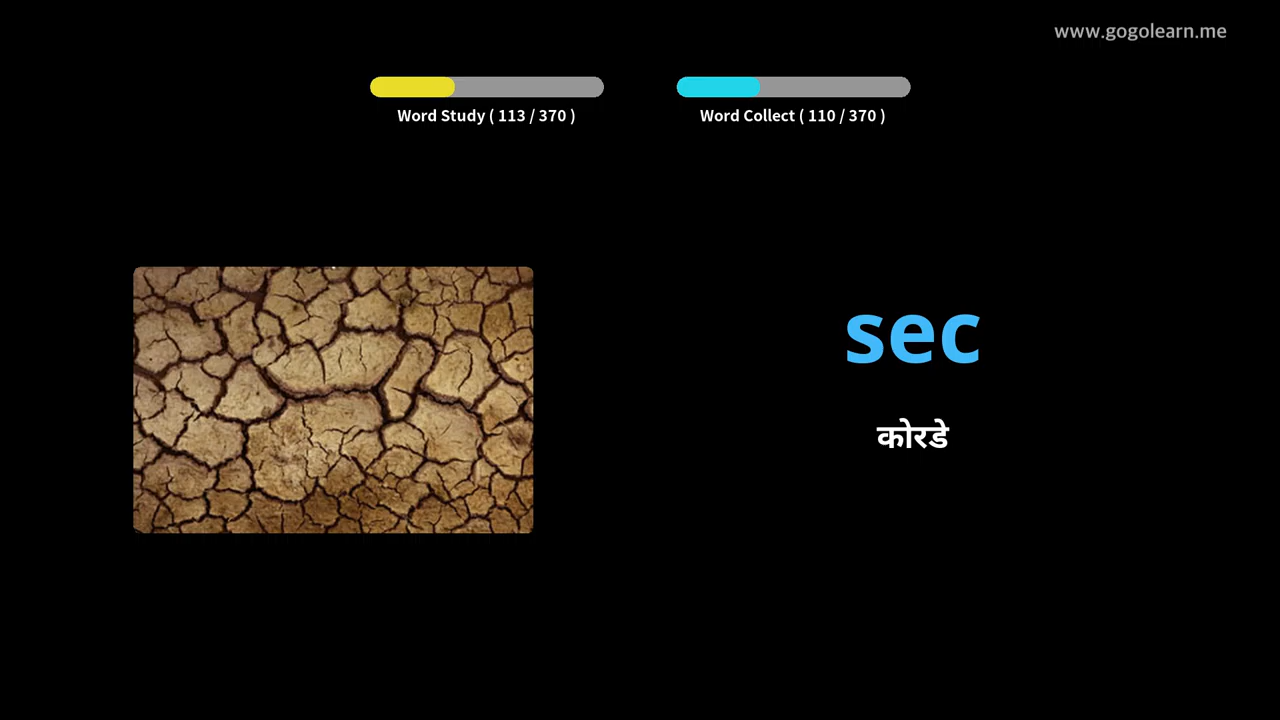 www.gogolearn.me
Word Study ( 113 / 370 )
Word Collect ( 110 / 370 )
sec
कोरडे